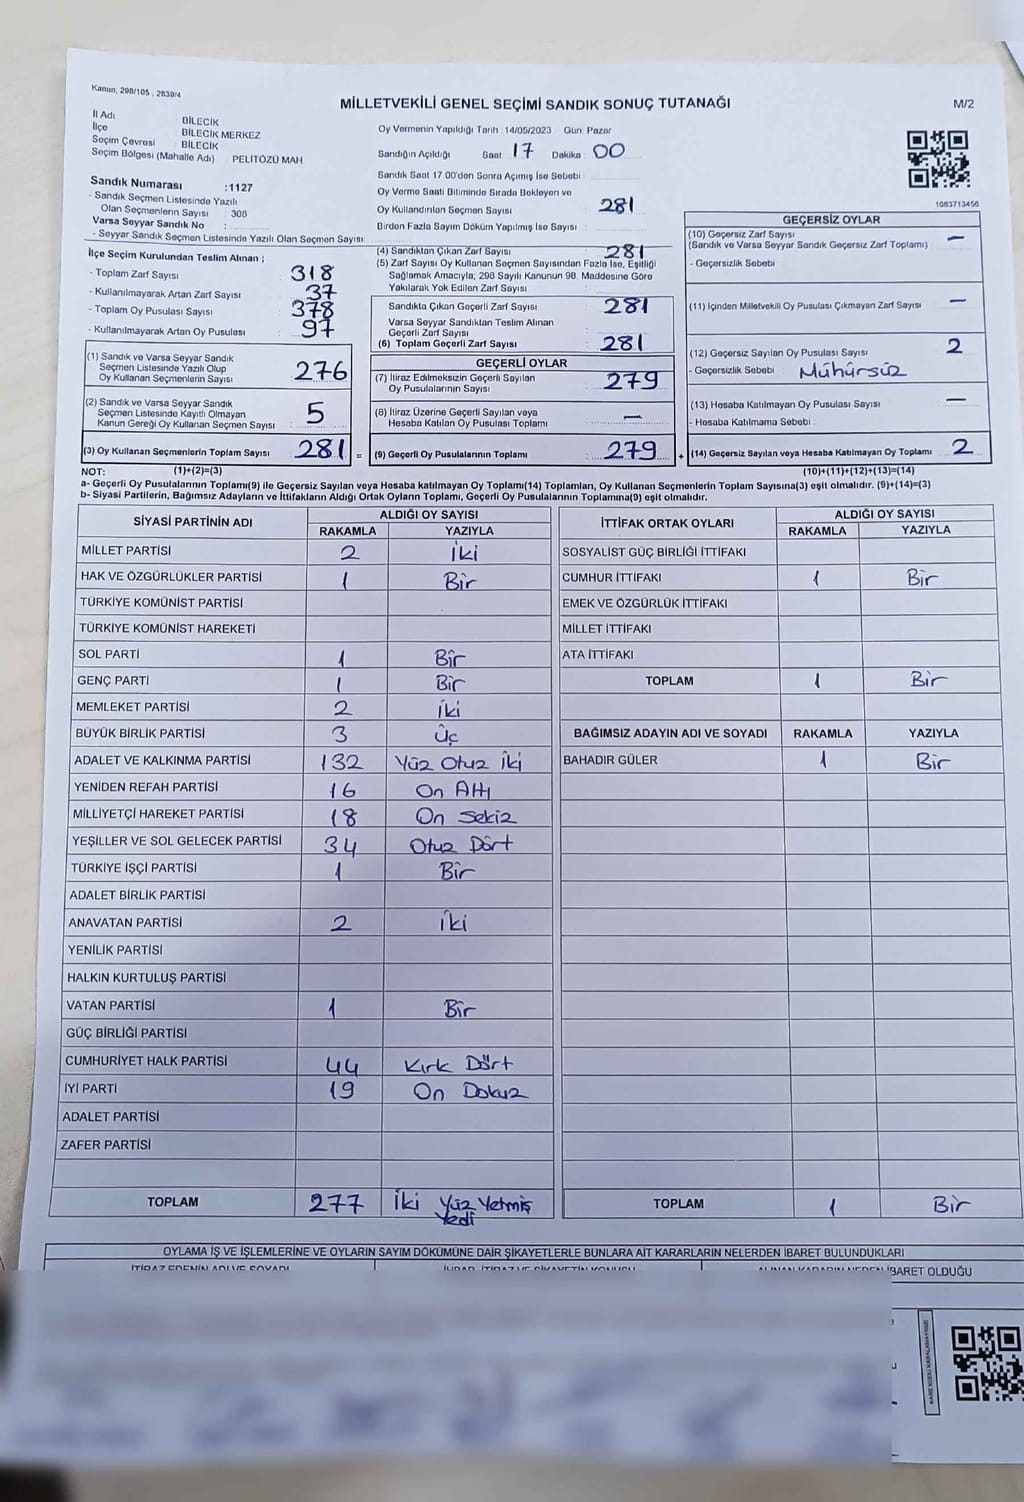 Kanun, 298/105 , 2839/4
MİLLETVEKİLİ GENEL SEÇİMİ SANDIK SONUÇ TUTANAĞI
M/2
İl Adı : BİLECİK
İlçe : BİLECİK MERKEZ
Seçim Çevresi : BİLECİK
Seçim Bölgesi (Mahalle Adı) : PELİTÖZÜ MAH
Sandık Numarası :1127
- Sandık Seçmen Listesinde Yazılı
Olan Seçmenlerin Sayısı : 308
Varsa Seyyar Sandık No :
- Seyyar Sandık Seçmen Listesinde Yazılı Olan Seçmen Sayısı:
İlçe Seçim Kurulundan Teslim Alınan ;
- Toplam Zarf Sayısı : 318
- Kullanılmayarak Artan Zarf Sayısı : 37
- Toplam Oy Pusulası Sayısı : 378
- Kullanılmayarak Artan Oy Pusulası : 97
(1) Sandık ve Varsa Seyyar Sandık
Seçmen Listesinde Yazılı Olup
Oy Kullanan Seçmenlerin Sayısı : 276
(2) Sandık ve Varsa Seyyar Sandık
Seçmen Listesinde Kayıtlı Olmayan
Kanun Gereği Oy Kullanan Seçmen Sayısı : 5
(3) Oy Kullanan Seçmenlerin Toplam Sayısı : 281 =
Oy Vermenin Yapıldığı Tarih : 14/05/2023 Gün: Pazar
Sandığın Açıldığı Saat : 17 Dakika : 00
Sandık Saat 17.00'den Sonra Açılmış İse Sebebi :
Oy Verme Saati Bitiminde Sırada Bekleyen ve
Oy Kullandırılan Seçmen Sayısı : 281
Birden Fazla Sayım Döküm Yapılmış İse Sayısı :
(4) Sandıktan Çıkan Zarf Sayısı : 281
(5) Zarf Sayısı Oy Kullanan Seçmen Sayısından Fazla İse, Eşitliği
Sağlamak Amacıyla; 298 Sayılı Kanunun 98. Maddesine Göre
Yakılarak Yok Edilen Zarf Sayısı :
Sandıkta Çıkan Geçerli Zarf Sayısı : 281
Varsa Seyyar Sandıktan Teslim Alınan
Geçerli Zarf Sayısı :
(6) Toplam Geçerli Zarf Sayısı : 281
GEÇERLİ OYLAR
(7) İtiraz Edilmeksizin Geçerli Sayılan
Oy Pusulalarının Sayısı : 279
(8) İtiraz Üzerine Geçerli Sayılan veya
Hesaba Katılan Oy Pusulası Toplamı : —
(9) Geçerli Oy Pusulalarının Toplamı : 279 +
1083713456
GEÇERSİZ OYLAR
(10) Geçersiz Zarf Sayısı : —
(Sandık ve Varsa Seyyar Sandık Geçersiz Zarf Toplamı)
- Geçersizlik Sebebi :
(11) İçinden Milletvekili Oy Pusulası Çıkmayan Zarf Sayısı : —
(12) Geçersiz Sayılan Oy Pusulası Sayısı : 2
- Geçersizlik Sebebi : Mühürsüz
(13) Hesaba Katılmayan Oy Pusulası Sayısı : —
- Hesaba Katılmama Sebebi :
(14) Geçersiz Sayılan veya Hesaba Katılmayan Oy Toplamı : 2
NOT: (1)+(2)=(3) (10)+(11)+(12)+(13)=(14)
a- Geçerli Oy Pusulalarının Toplamı(9) ile Geçersiz Sayılan veya Hesaba katılmayan Oy Toplamı(14) Toplamları, Oy Kullanan Seçmenlerin Toplam Sayısına(3) eşit olmalıdır. (9)+(14)=(3)
b- Siyasi Partilerin, Bağımsız Adayların ve İttifakların Aldığı Ortak Oyların Toplamı, Geçerli Oy Pusulalarının Toplamına(9) eşit olmalıdır.
SİYASİ PARTİNİN ADI ALDIĞI OY SAYISI
RAKAMLA YAZIYLA
MİLLET PARTİSİ 2 İki
HAK VE ÖZGÜRLÜKLER PARTİSİ 1 Bir
TÜRKİYE KOMÜNİST PARTİSİ
TÜRKİYE KOMÜNİST HAREKETİ
SOL PARTİ 1 Bir
GENÇ PARTİ 1 Bir
MEMLEKET PARTİSİ 2 İki
BÜYÜK BİRLİK PARTİSİ 3 Üç
ADALET VE KALKINMA PARTİSİ 132 Yüz Otuz İki
YENİDEN REFAH PARTİSİ 16 On Altı
MİLLİYETÇİ HAREKET PARTİSİ 18 On Sekiz
YEŞİLLER VE SOL GELECEK PARTİSİ 34 Otuz Dört
TÜRKİYE İŞÇİ PARTİSİ 1 Bir
ADALET BİRLİK PARTİSİ
ANAVATAN PARTİSİ 2 İki
YENİLİK PARTİSİ
HALKIN KURTULUŞ PARTİSİ
VATAN PARTİSİ 1 Bir
GÜÇ BİRLİĞİ PARTİSİ
CUMHURİYET HALK PARTİSİ 44 Kırk Dört
İYİ PARTİ 19 On Dokuz
ADALET PARTİSİ
ZAFER PARTİSİ
TOPLAM 277 İki Yüz Yetmiş
Yedi
İTTİFAK ORTAK OYLARI ALDIĞI OY SAYISI
RAKAMLA YAZIYLA
SOSYALİST GÜÇ BİRLİĞİ İTTİFAKI
CUMHUR İTTİFAKI 1 Bir
EMEK VE ÖZGÜRLÜK İTTİFAKI
MİLLET İTTİFAKI
ATA İTTİFAKI
TOPLAM 1 Bir
BAĞIMSIZ ADAYIN ADI VE SOYADI RAKAMLA YAZIYLA
BAHADIR GÜLER 1 Bir
TOPLAM 1 Bir
OYLAMA İŞ VE İŞLEMLERİNE VE OYLARIN SAYIM DÖKÜMÜNE DAİR ŞİKAYETLERLE BUNLARA AİT KARARLARIN NELERDEN İBARET BULUNDUKLARI
İTİRAZ EDENİN ADI VE SOYADI
İBARET OLDUĞU